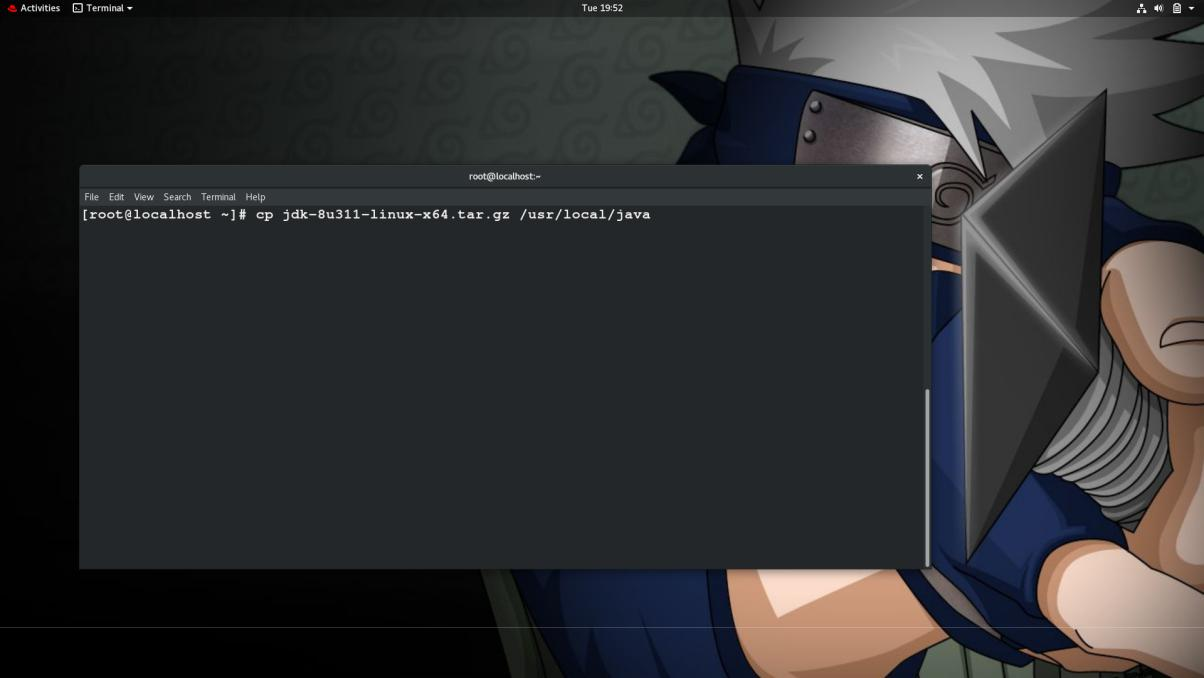 Activities Terminal Tue 19:52
root@localhost:~
File Edit View Search Terminal Help
[root@localhost ~]# cp jdk-8u311-linux-x64.tar.gz /usr/local/java